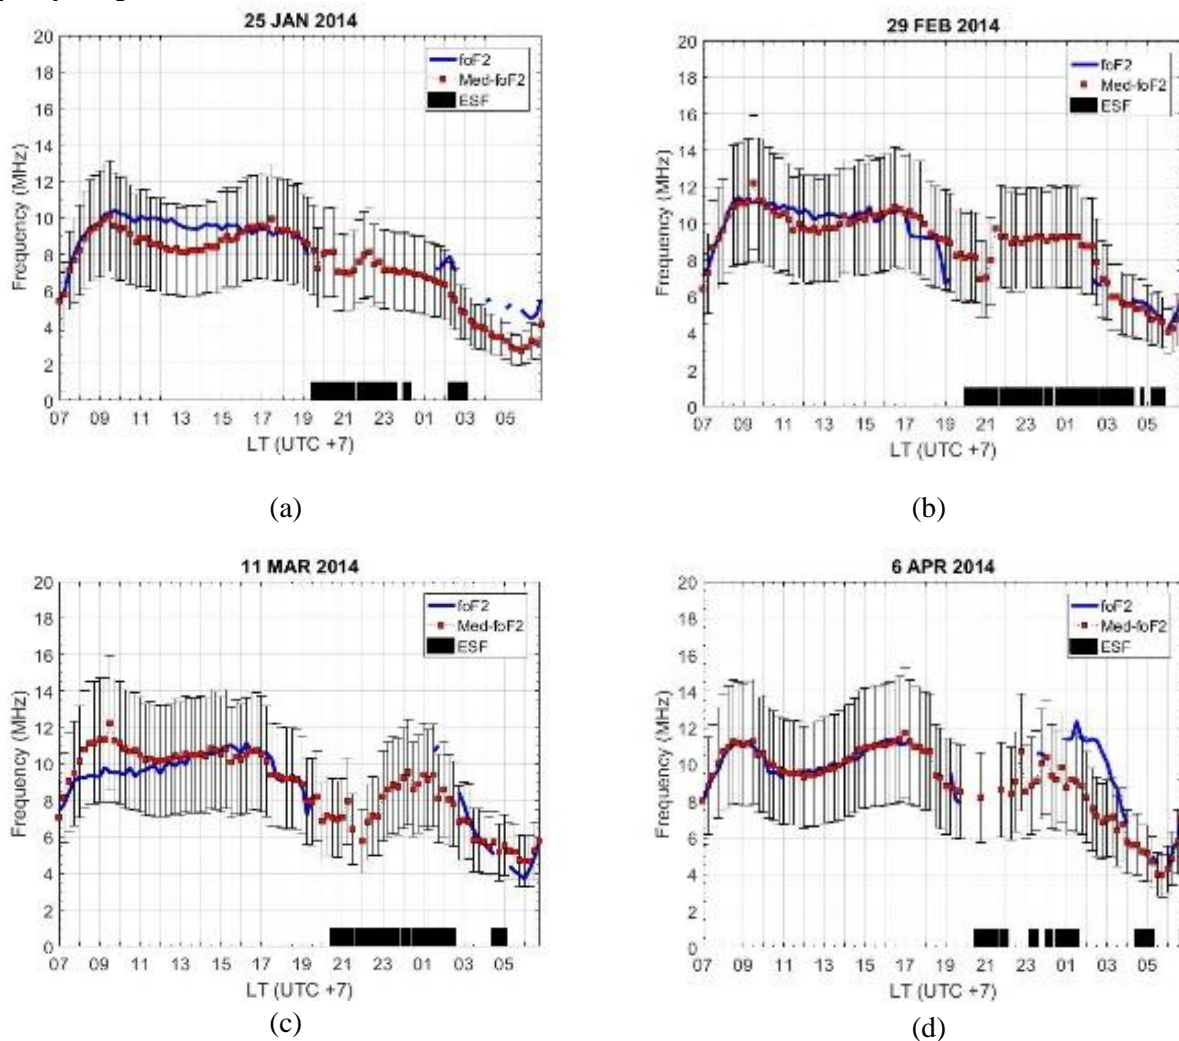 25 JAN 2014
20
18
16
14
12
10
8
6
4
2
0
Frequency (MHz)
foF2
Med-foF2
ESF
07 09 11 13 15 17 19 21 23 01 03 05
LT (UTC +7)
(a)
29 FEB 2014
20
18
16
14
12
10
8
6
4
2
0
Frequency (MHz)
foF2
Med-foF2
ESF
07 09 11 13 15 17 19 21 23 01 03 05
LT (UTC +7)
(b)
11 MAR 2014
20
18
16
14
12
10
8
6
4
2
0
Frequency (MHz)
foF2
Med-foF2
ESF
07 09 11 13 15 17 19 21 23 01 03 05
LT (UTC +7)
(c)
6 APR 2014
20
18
16
14
12
10
8
6
4
2
0
Frequency (MHz)
foF2
Med-foF2
ESF
07 09 11 13 15 17 19 21 23 01 03 05
LT (UTC +7)
(d)